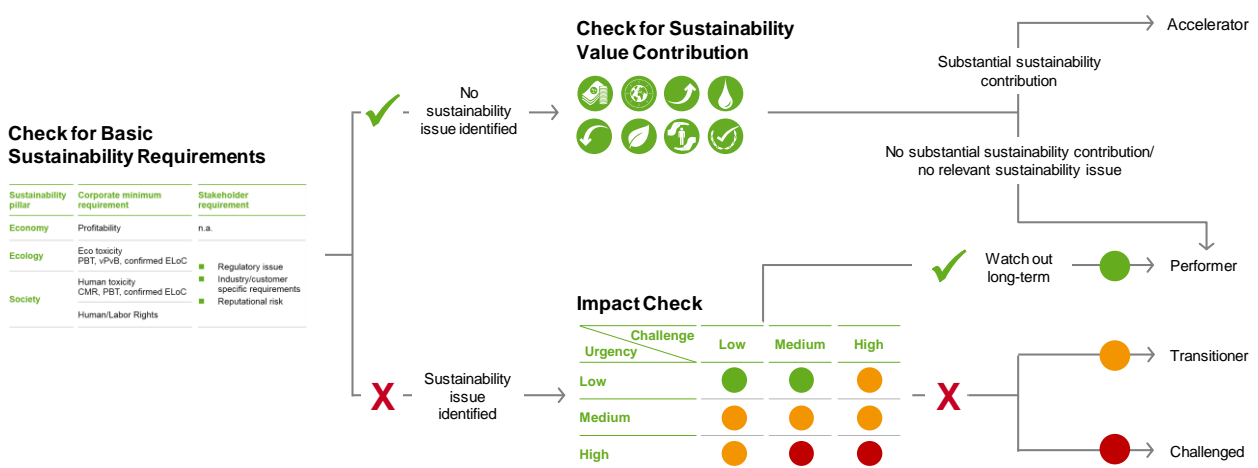 Check for Basic
Sustainability Requirements
Sustainability
pillar
Corporate minimum
requirement
Stakeholder
requirement
Economy
Profitability
n.a.
Ecology
Eco toxicity
PBT, vPvB, confirmed ELoC
Society
Human toxicity
CMR, PBT, confirmed ELoC
Human/Labor Rights
Regulatory issue
Industry/customer
specific requirements
Reputational risk
No
sustainability
issue identified
Sustainability
issue
identified
X
Check for Sustainability
Value Contribution
Substantial sustainability
contribution
Accelerator
No substantial sustainability contribution/
no relevant sustainability issue
Watch out
long-term
Performer
Impact Check
Challenge
Urgency
Low
Medium
High
Low
Medium
High
X
Transitioner
Challenged